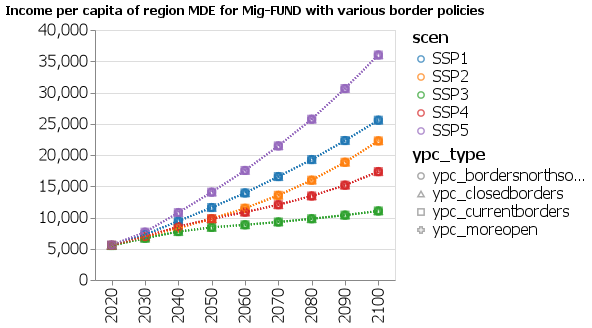 Income per capita of region MDE for Mig-FUND with various border policies
40,000
35,000
30,000
25,000
20,000
15,000
10,000
5,000
0
2020
2030
2040
2050
2060
2070
2080
2090
2100
scen
SSP1
SSP2
SSP3
SSP4
SSP5
ypc_type
ypc_bordersnorthso...
ypc_closedborders
ypc_currentborders
ypc_moreopen